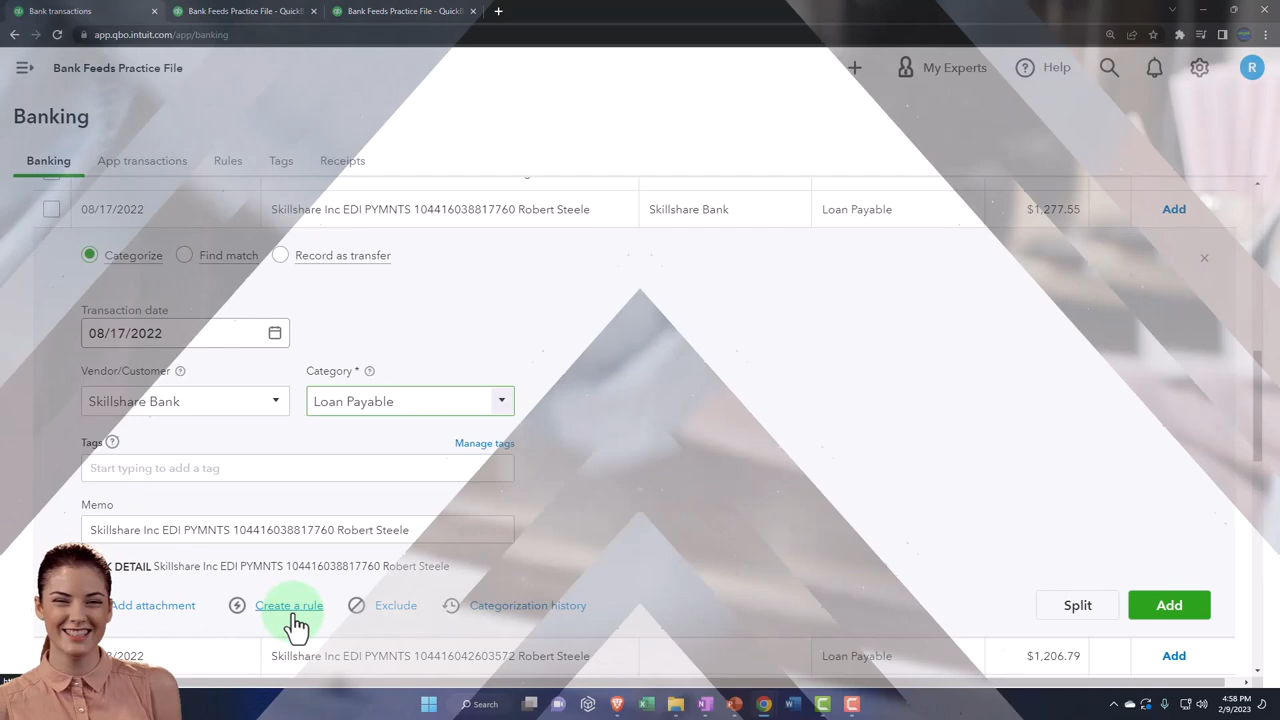 Bank transactions
Bank Feeds Practice File - QuickB
Bank Feeds Practice File - QuickB
app.qbo.intuit.com/app/banking
Bank Feeds Practice File
My Experts
Help
R
Banking
Banking
App transactions
Rules
Tags
Receipts
08/17/2022
Skillshare Inc EDI PYMNTS 104416038817760 Robert Steele
Skillshare Bank
Loan Payable
$1,277.55
Add
Categorize
Find match
Record as transfer
Transaction date
08/17/2022
Vendor/Customer
Category *
Skillshare Bank
Loan Payable
Tags
Manage tags
Start typing to add a tag
Memo
Skillshare Inc EDI PYMNTS 104416038817760 Robert Steele
DETAIL Skillshare Inc EDI PYMNTS 104416038817760 Robert Steele
Add attachment
Create a rule
Exclude
Categorization history
Split
Add
/2022
Skillshare Inc EDI PYMNTS 104416042603572 Robert Steele
Loan Payable
$1,206.79
Add
Search
4:58 PM
2/9/2023